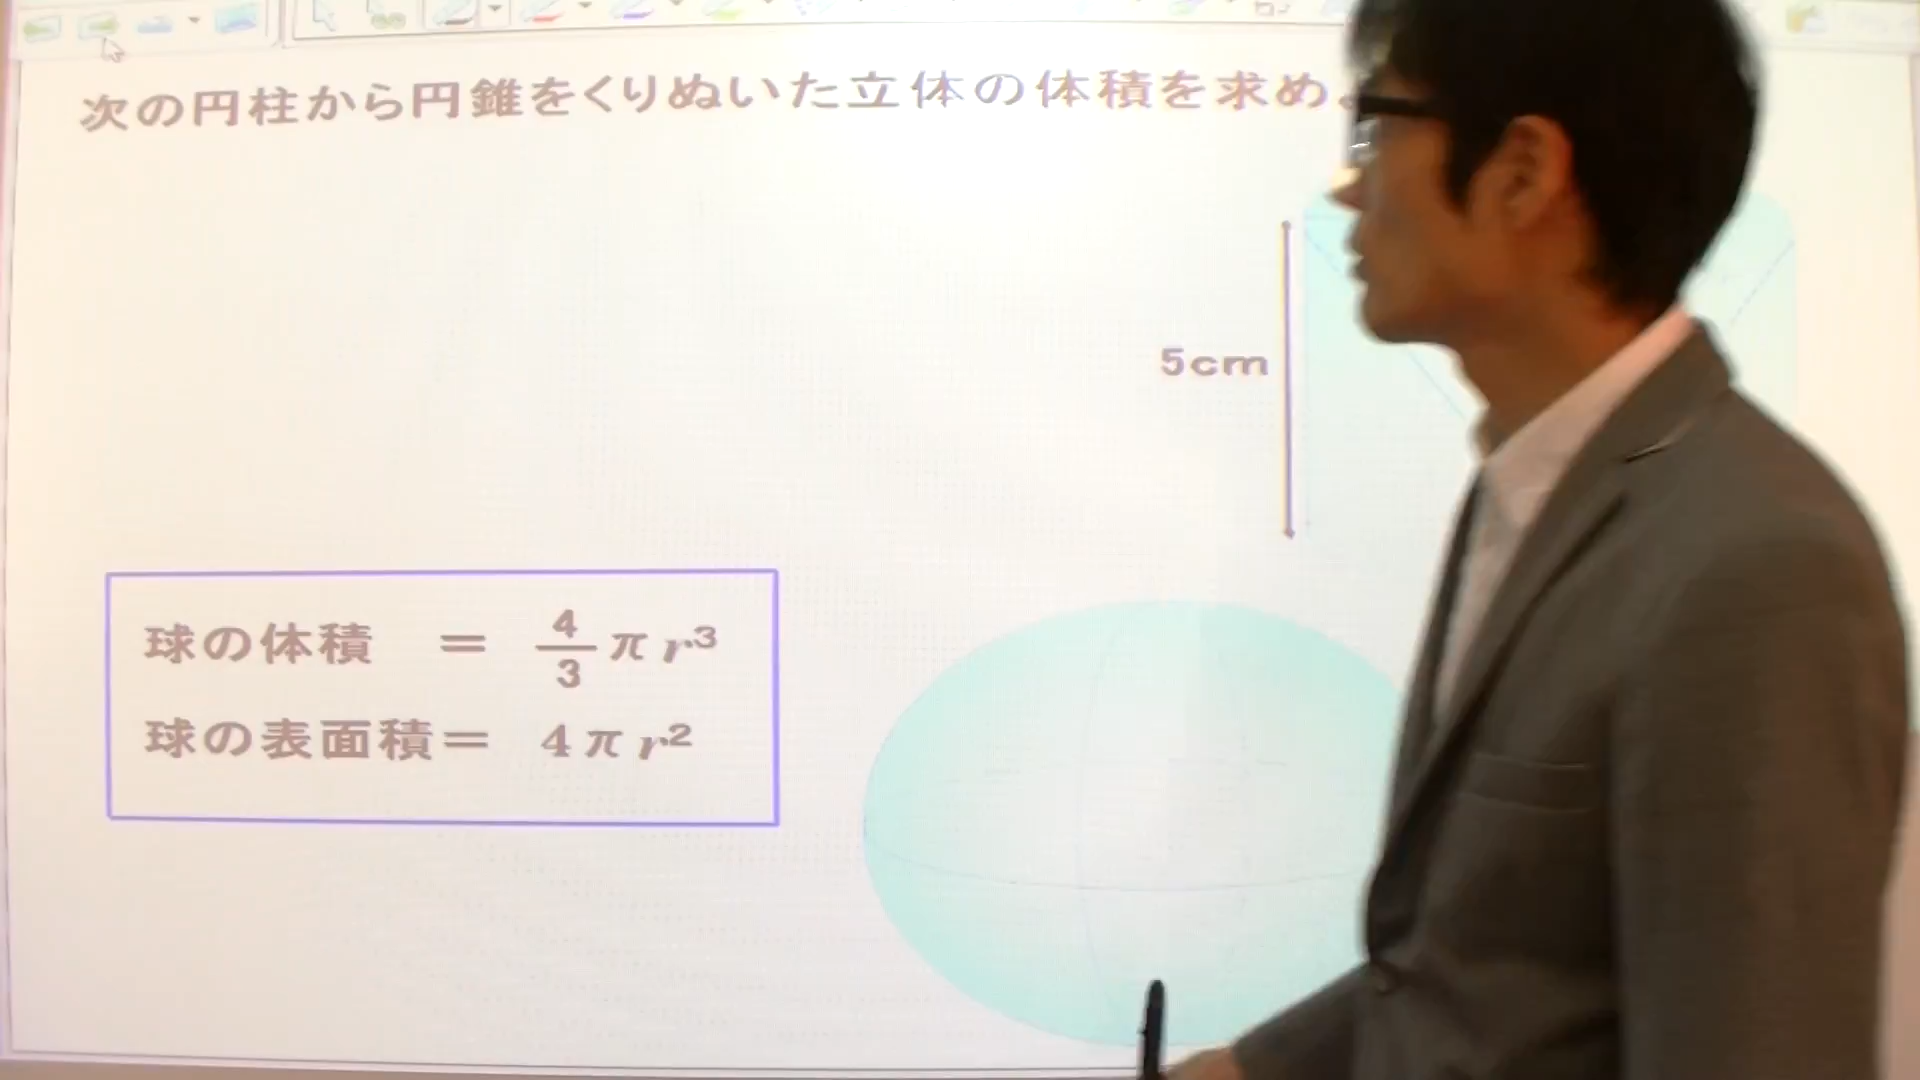 次の円柱から円錐をくりぬいた立体の体積を求め
5cm
球の体積 = 4/3 π r³
球の表面積= 4 π r²